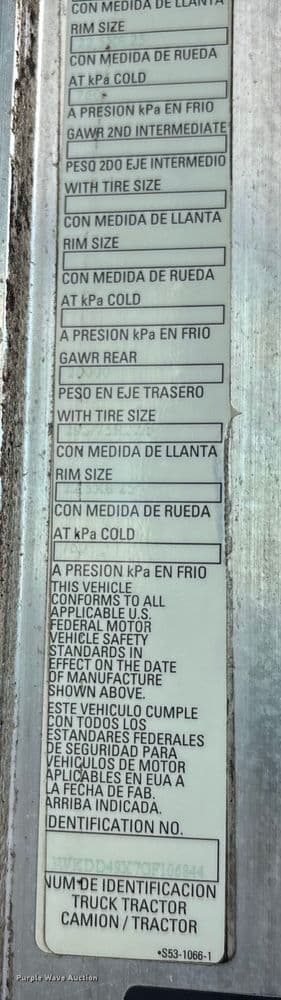 CON MEDIDA DE LLANTA
RIM SIZE
CON MEDIDA DE RUEDA
AT kPa COLD
A PRESION kPa EN FRIO
GAWR 2ND INTERMEDIATE
PESO 2DO EJE INTERMEDIO
WITH TIRE SIZE
CON MEDIDA DE LLANTA
RIM SIZE
CON MEDIDA DE RUEDA
AT kPa COLD
A PRESION kPa EN FRIO
GAWR REAR
PESO EN EJE TRASERO
WITH TIRE SIZE
CON MEDIDA DE LLANTA
RIM SIZE
CON MEDIDA DE RUEDA
AT kPa COLD
A PRESION kPa EN FRIO
THIS VEHICLE
CONFORMS TO ALL
APPLICABLE U.S.
FEDERAL MOTOR
VEHICLE SAFETY
STANDARDS IN
EFFECT ON THE DATE
OF MANUFACTURE
SHOWN ABOVE.
ESTE VEHICULO CUMPLE
CON TODOS LOS
ESTANDARES FEDERALES
DE SEGURIDAD PARA
VEHICULOS DE MOTOR
APLICABLES EN EUA A
LA FECHA DE FAB.
ARRIBA INDICADA.
IDENTIFICATION NO.
NUM DE IDENTIFICACION
TRUCK TRACTOR
CAMION / TRACTOR
•S53-1066-1
Purple Wave Auction